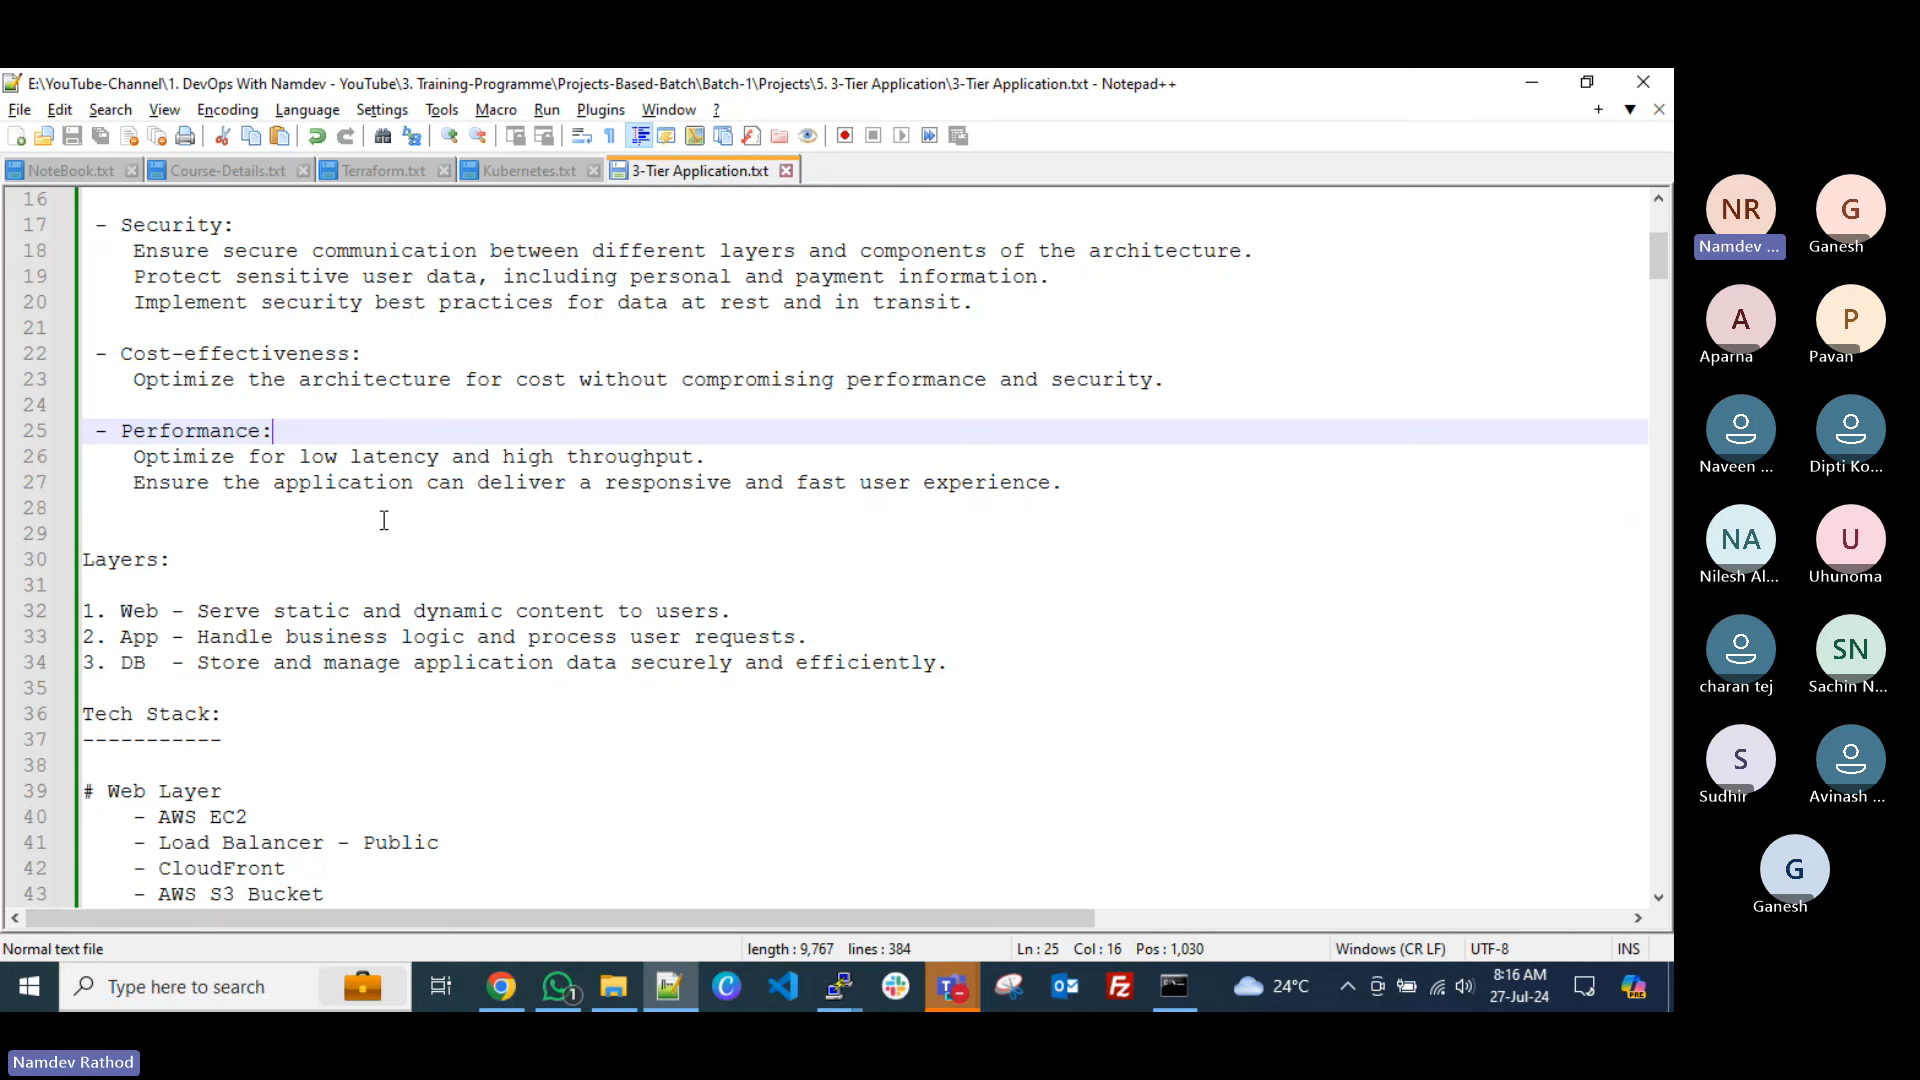 E:\YouTube-Channel\1. DevOps With Namdev - YouTube\3. Training-Programme\Projects-Based-Batch\Batch-1\Projects\5. 3-Tier Application\3-Tier Application.txt - Notepad++
File Edit Search View Encoding Language Settings Tools Macro Run Plugins Window ?
NoteBook.txt Course-Details.txt Terraform.txt Kubernetes.txt 3-Tier Application.txt
16
17 - Security:
18 Ensure secure communication between different layers and components of the architecture.
19 Protect sensitive user data, including personal and payment information.
20 Implement security best practices for data at rest and in transit.
21
22 - Cost-effectiveness:
23 Optimize the architecture for cost without compromising performance and security.
24
25 - Performance:
26 Optimize for low latency and high throughput.
27 Ensure the application can deliver a responsive and fast user experience.
28
29
30 Layers:
31
32 1. Web - Serve static and dynamic content to users.
33 2. App - Handle business logic and process user requests.
34 3. DB - Store and manage application data securely and efficiently.
35
36 Tech Stack:
37 -----------
38
39 # Web Layer
40 - AWS EC2
41 - Load Balancer - Public
42 - CloudFront
43 - AWS S3 Bucket
Normal text file length : 9,767 lines : 384 Ln : 25 Col : 16 Pos : 1,030 Windows (CR LF) UTF-8 INS
Type here to search 1 24°C 8:16 AM
27-Jul-24
NR G
Namdev ... Ganesh
A P
Aparna Pavan
Naveen ... Dipti Ko...
NA U
Nilesh Al... Uhunoma
SN
charan tej Sachin N...
S
Sudhir Avinash ...
G
Ganesh
Namdev Rathod